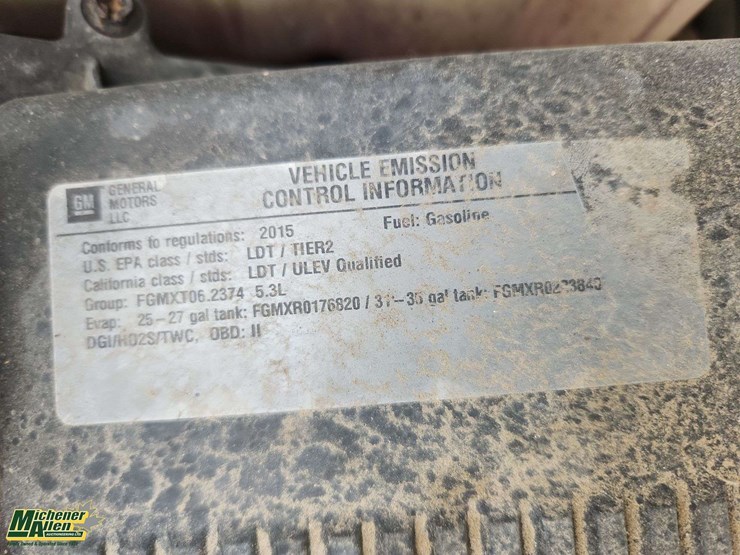 GM
GENERAL MOTORS LLC
VEHICLE EMISSION
CONTROL INFORMATION
Conforms to regulations: 2015 Fuel: Gasoline
U.S. EPA class / stds: LDT / TIER2
California class / stds: LDT / ULEV Qualified
Group: FGMXT06.2374 5.3L
Evap: 25-27 gal tank: FGMXR0176820 / gal tank:
DGI/HO2S/TWC, OBD: II
Michener
Allen
AUCTIONEERING LTD.